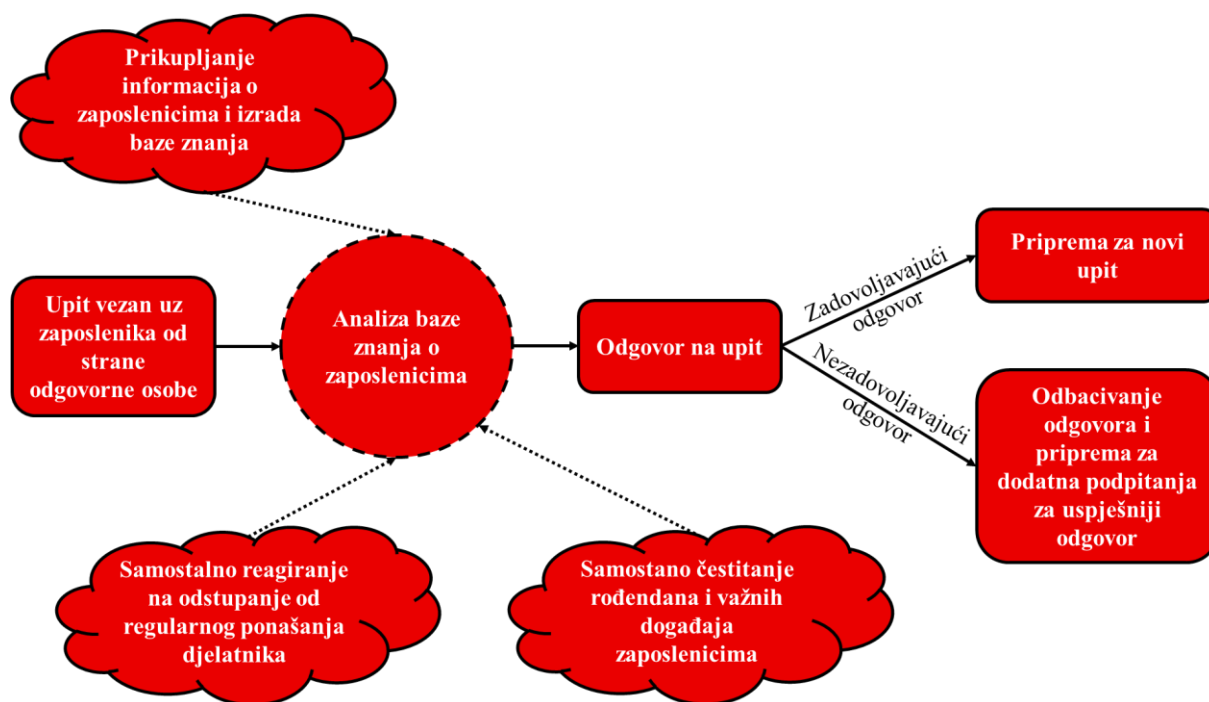 Prikupljanje
informacija o
zaposlenicima i izrada
baze znanja
Upit vezan uz
zaposlenika od
strane
odgovorne osobe
Analiza baze
znanja o
zaposlenicima
Odgovor na upit
Zadovoljavajući
odgovor
Nezadovoljavajući
odgovor
Priprema za novi
upit
Odbacivanje
odgovora i
priprema za
dodatna podpitanja
za uspješniji
odgovor
Samostalno reagiranje
na odstupanje od
regularnog ponašanja
djelatnika
Samostano čestitanje
rođendana i važnih
događaja
zaposlenicima